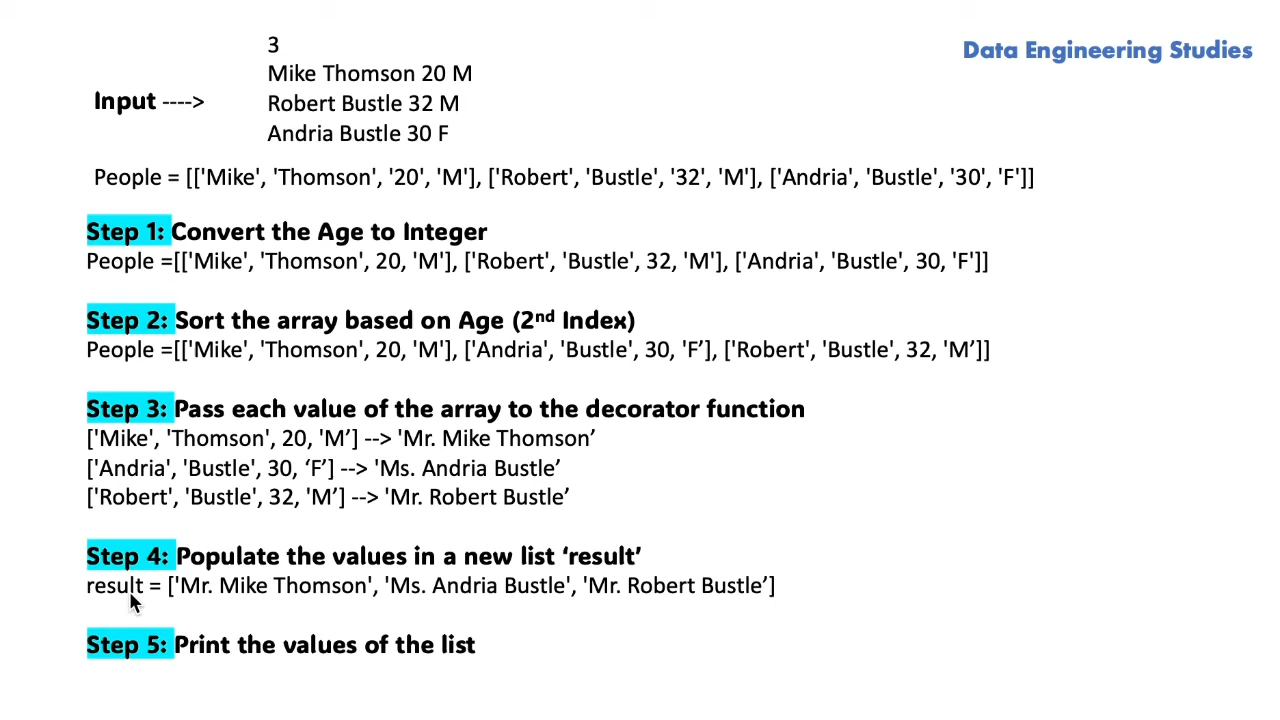 3
Data Engineering Studies
Mike Thomson 20 M
Input ---->
Robert Bustle 32 M
Andria Bustle 30 F
People = [['Mike', 'Thomson', '20', 'M'], ['Robert', 'Bustle', '32', 'M'], ['Andria', 'Bustle', '30', 'F']]
Step 1: Convert the Age to Integer
People =[['Mike', 'Thomson', 20, 'M'], ['Robert', 'Bustle', 32, 'M'], ['Andria', 'Bustle', 30, 'F']]
Step 2: Sort the array based on Age (2nd Index)
People =[['Mike', 'Thomson', 20, 'M'], ['Andria', 'Bustle', 30, 'F’], ['Robert', 'Bustle', 32, 'M’]]
Step 3: Pass each value of the array to the decorator function
['Mike', 'Thomson', 20, 'M’] --> 'Mr. Mike Thomson’
['Andria', 'Bustle', 30, ‘F’] --> 'Ms. Andria Bustle’
['Robert', 'Bustle', 32, 'M’] --> 'Mr. Robert Bustle’
Step 4: Populate the values in a new list ‘result’
result = ['Mr. Mike Thomson', 'Ms. Andria Bustle', 'Mr. Robert Bustle’]
Step 5: Print the values of the list